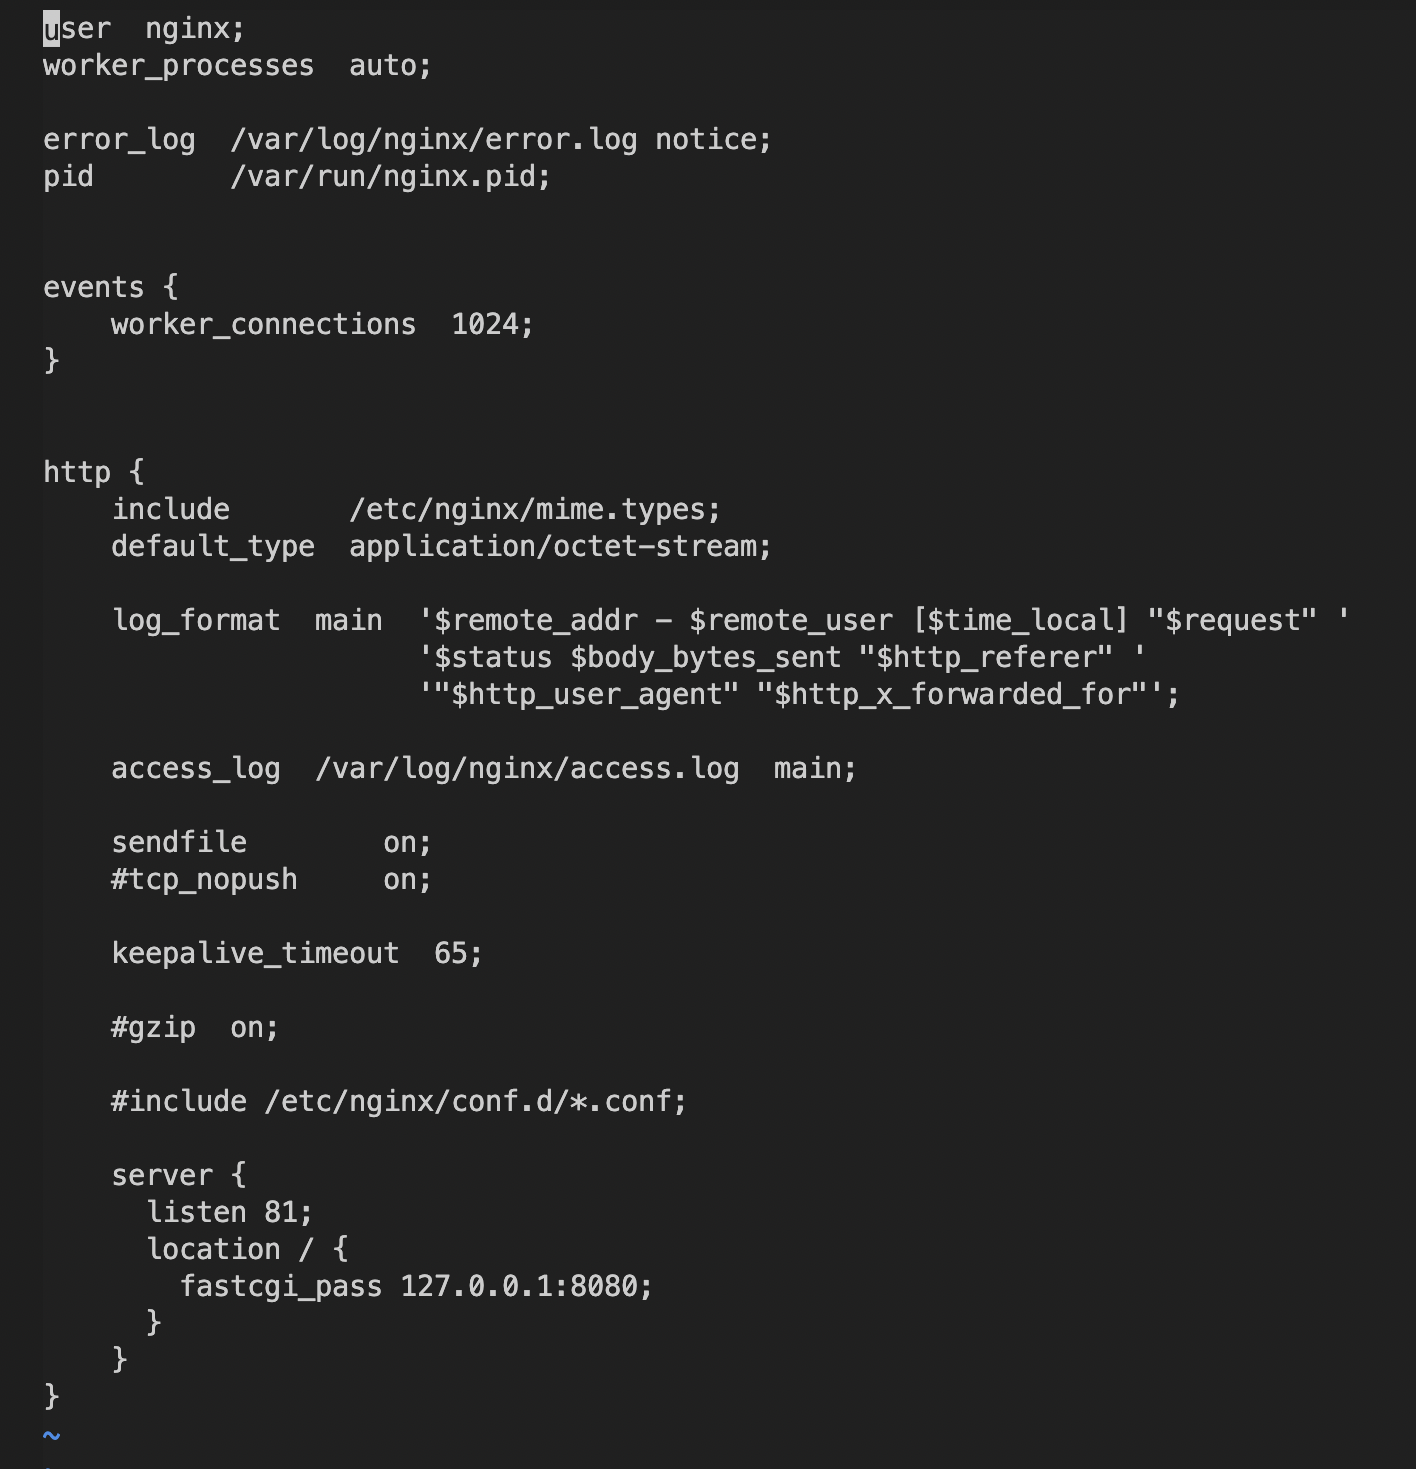 user  nginx;
worker_processes  auto;

error_log  /var/log/nginx/error.log notice;
pid        /var/run/nginx.pid;


events {
    worker_connections  1024;
}


http {
    include       /etc/nginx/mime.types;
    default_type  application/octet-stream;

    log_format  main  '$remote_addr - $remote_user [$time_local] "$request" '
                      '$status $body_bytes_sent "$http_referer" '
                      '"$http_user_agent" "$http_x_forwarded_for"';

    access_log  /var/log/nginx/access.log  main;

    sendfile        on;
    #tcp_nopush     on;

    keepalive_timeout  65;

    #gzip  on;

    #include /etc/nginx/conf.d/*.conf;

    server {
      listen 81;
      location / {
        fastcgi_pass 127.0.0.1:8080;
      }
    }
}
~